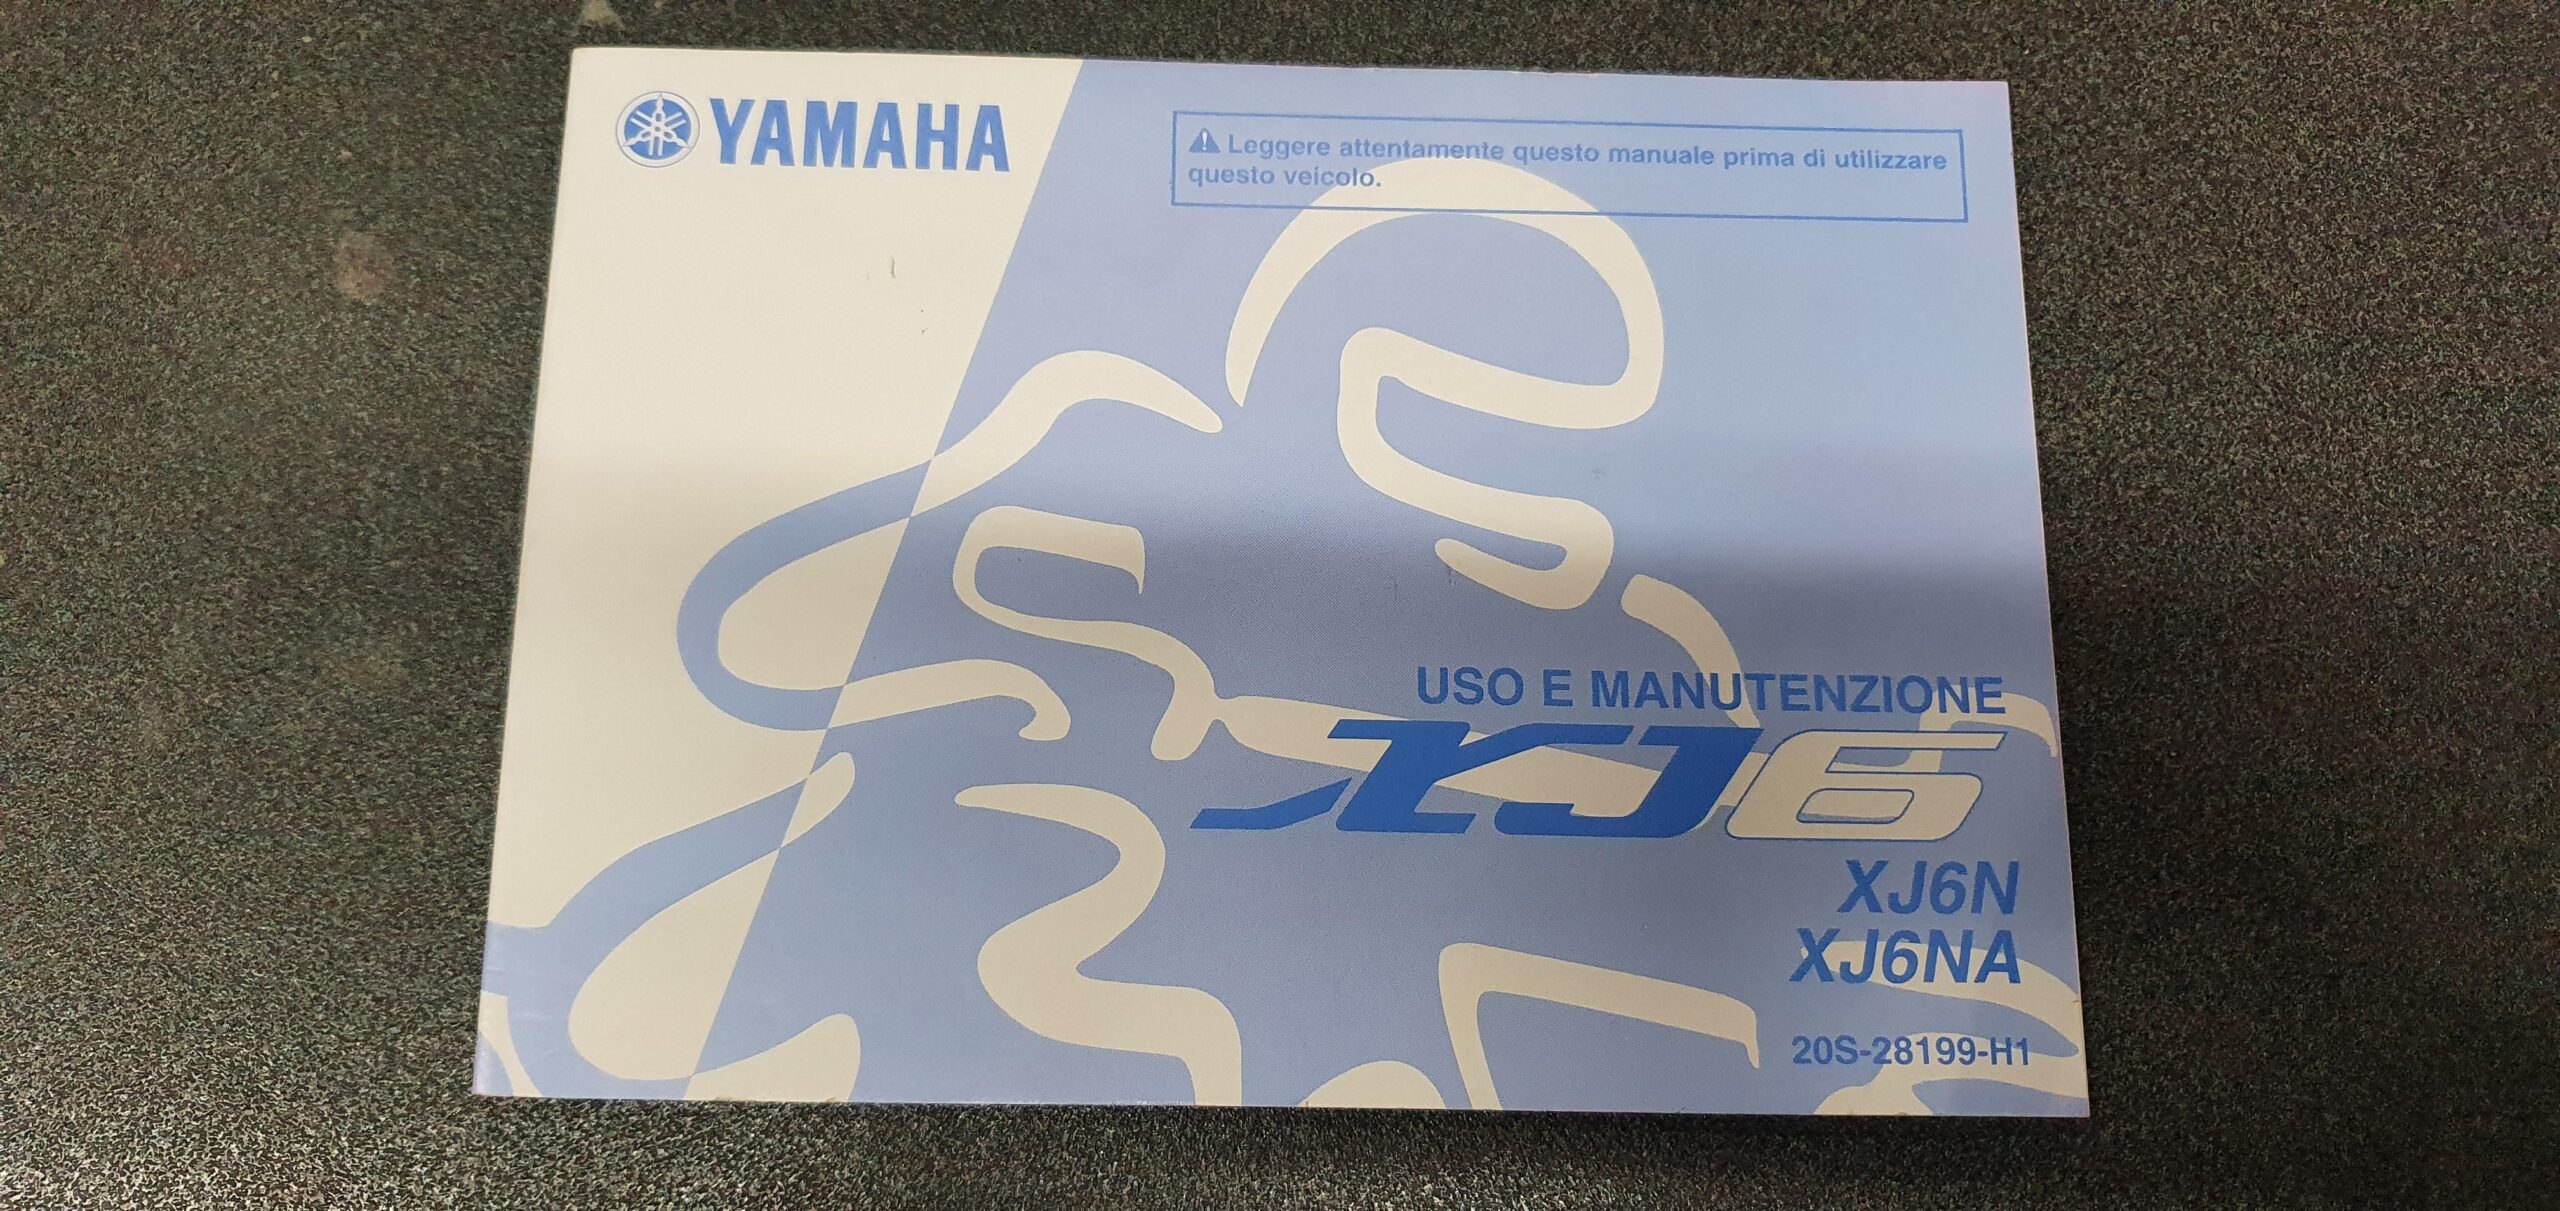 YAMAHA
⚠ Leggere attentamente questo manuale prima di utilizzare
questo veicolo.
USO E MANUTENZIONE
XJ6
XJ6N
XJ6NA
20S-28199-H1